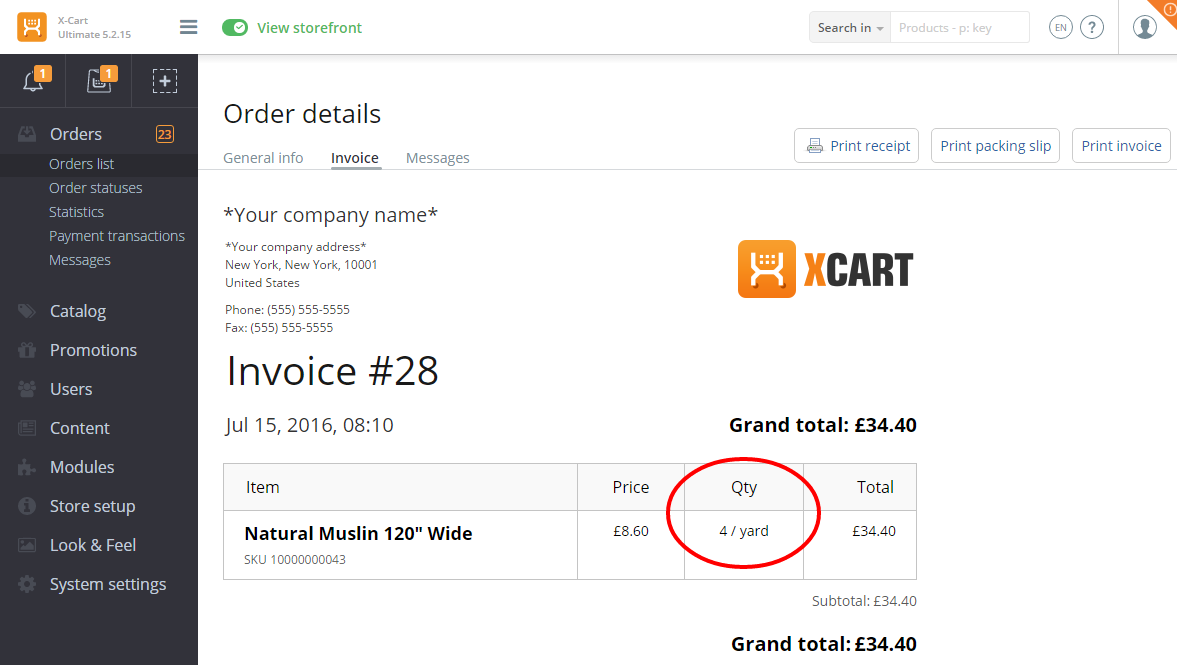 X-Cart
Ultimate 5.2.15
View storefront
Search in
Products - p: key
EN
?
1
1
Orders 23
Orders list
Order statuses
Statistics
Payment transactions
Messages
Catalog
Promotions
Users
Content
Modules
Store setup
Look & Feel
System settings
Order details
General info Invoice Messages
Print receipt Print packing slip Print invoice
*Your company name*
*Your company address*
New York, New York, 10001
United States
Phone: (555) 555-5555
Fax: (555) 555-5555
XCART
Invoice #28
Jul 15, 2016, 08:10
Grand total: £34.40
Item Price Qty Total
Natural Muslin 120" Wide £8.60 4 / yard £34.40
SKU 10000000043
Subtotal: £34.40
Grand total: £34.40